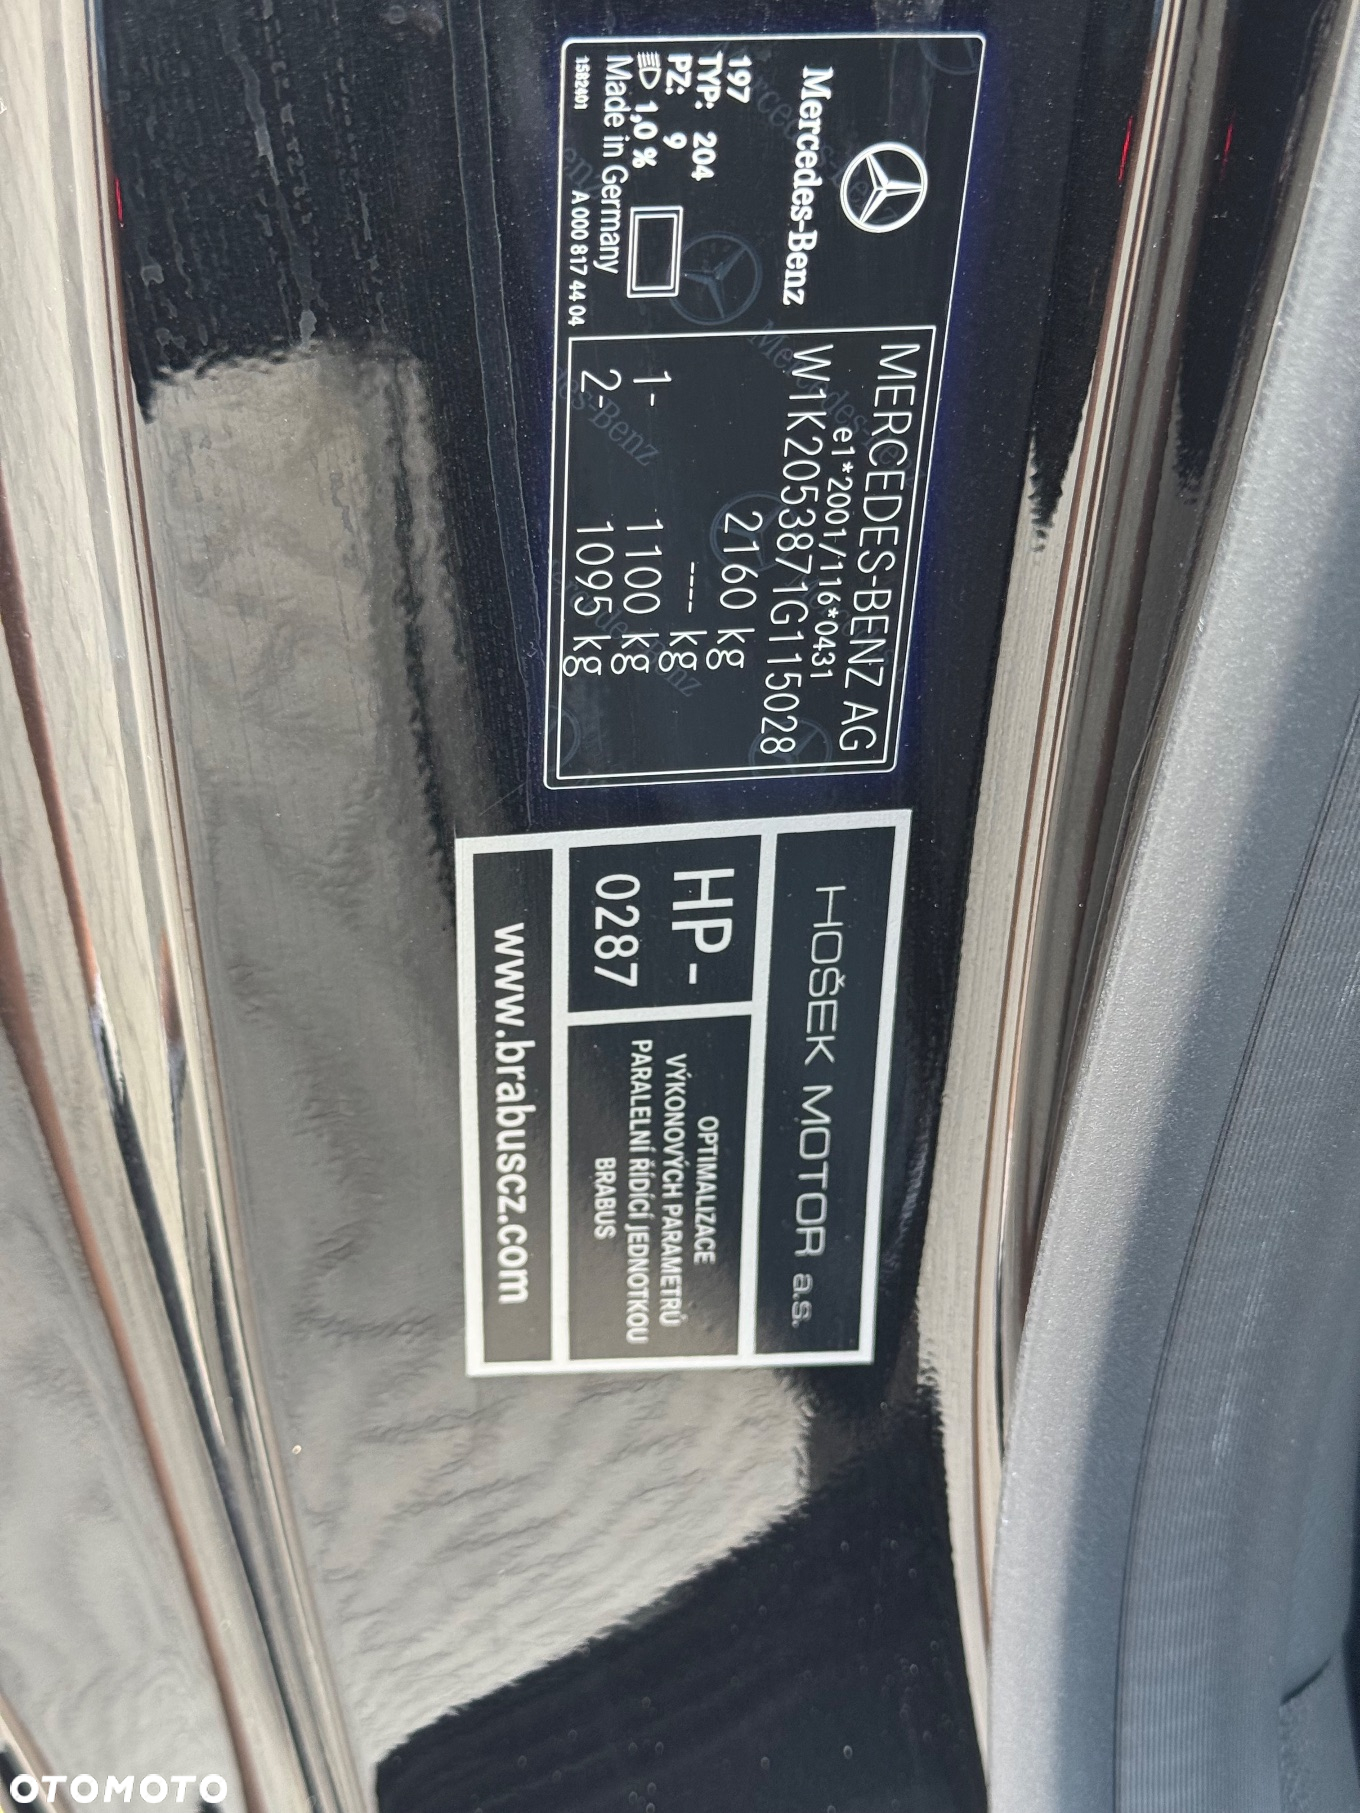 Mercedes-Benz
197
TYP: 204
PZ: 9
1,0 %
Made in Germany
1582401 A 000 817 44 04
MERCEDES-BENZ AG
e1*2001/116*0431
W1K2053871G115028
2160 kg
---- kg
1- 1100 kg
2- 1095 kg
HOŠEK MOTOR a.s.
HP-
0287
OPTIMALIZACE
VÝKONOVÝCH PARAMETRŮ
PARALELNÍ ŘÍDÍCÍ JEDNOTKOU
BRABUS
www.brabuscz.com
OTOMOTO